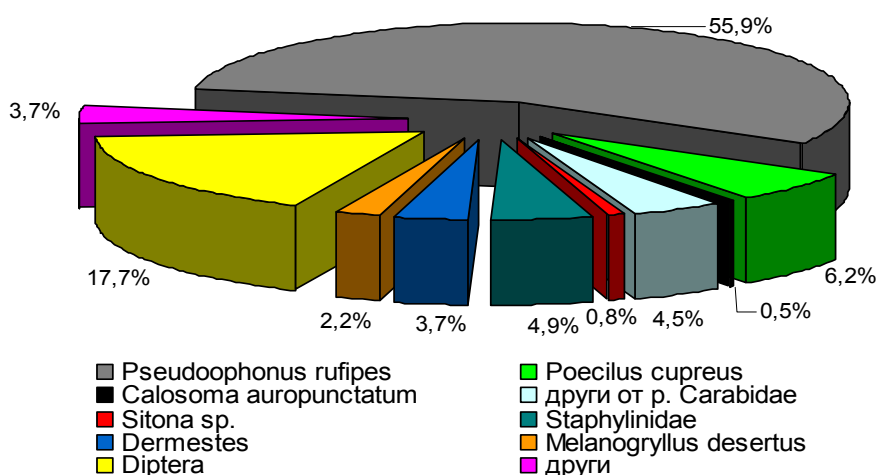 55,9%
3,7%
17,7%
2,2%
3,7%
4,9%
0,8%
4,5%
0,5%
6,2%
Pseudoophonus rufipes
Poecilus cupreus
Calosoma auropunctatum
други от р. Carabidae
Sitona sp.
Staphylinidae
Dermestes
Melanogryllus desertus
Diptera
други